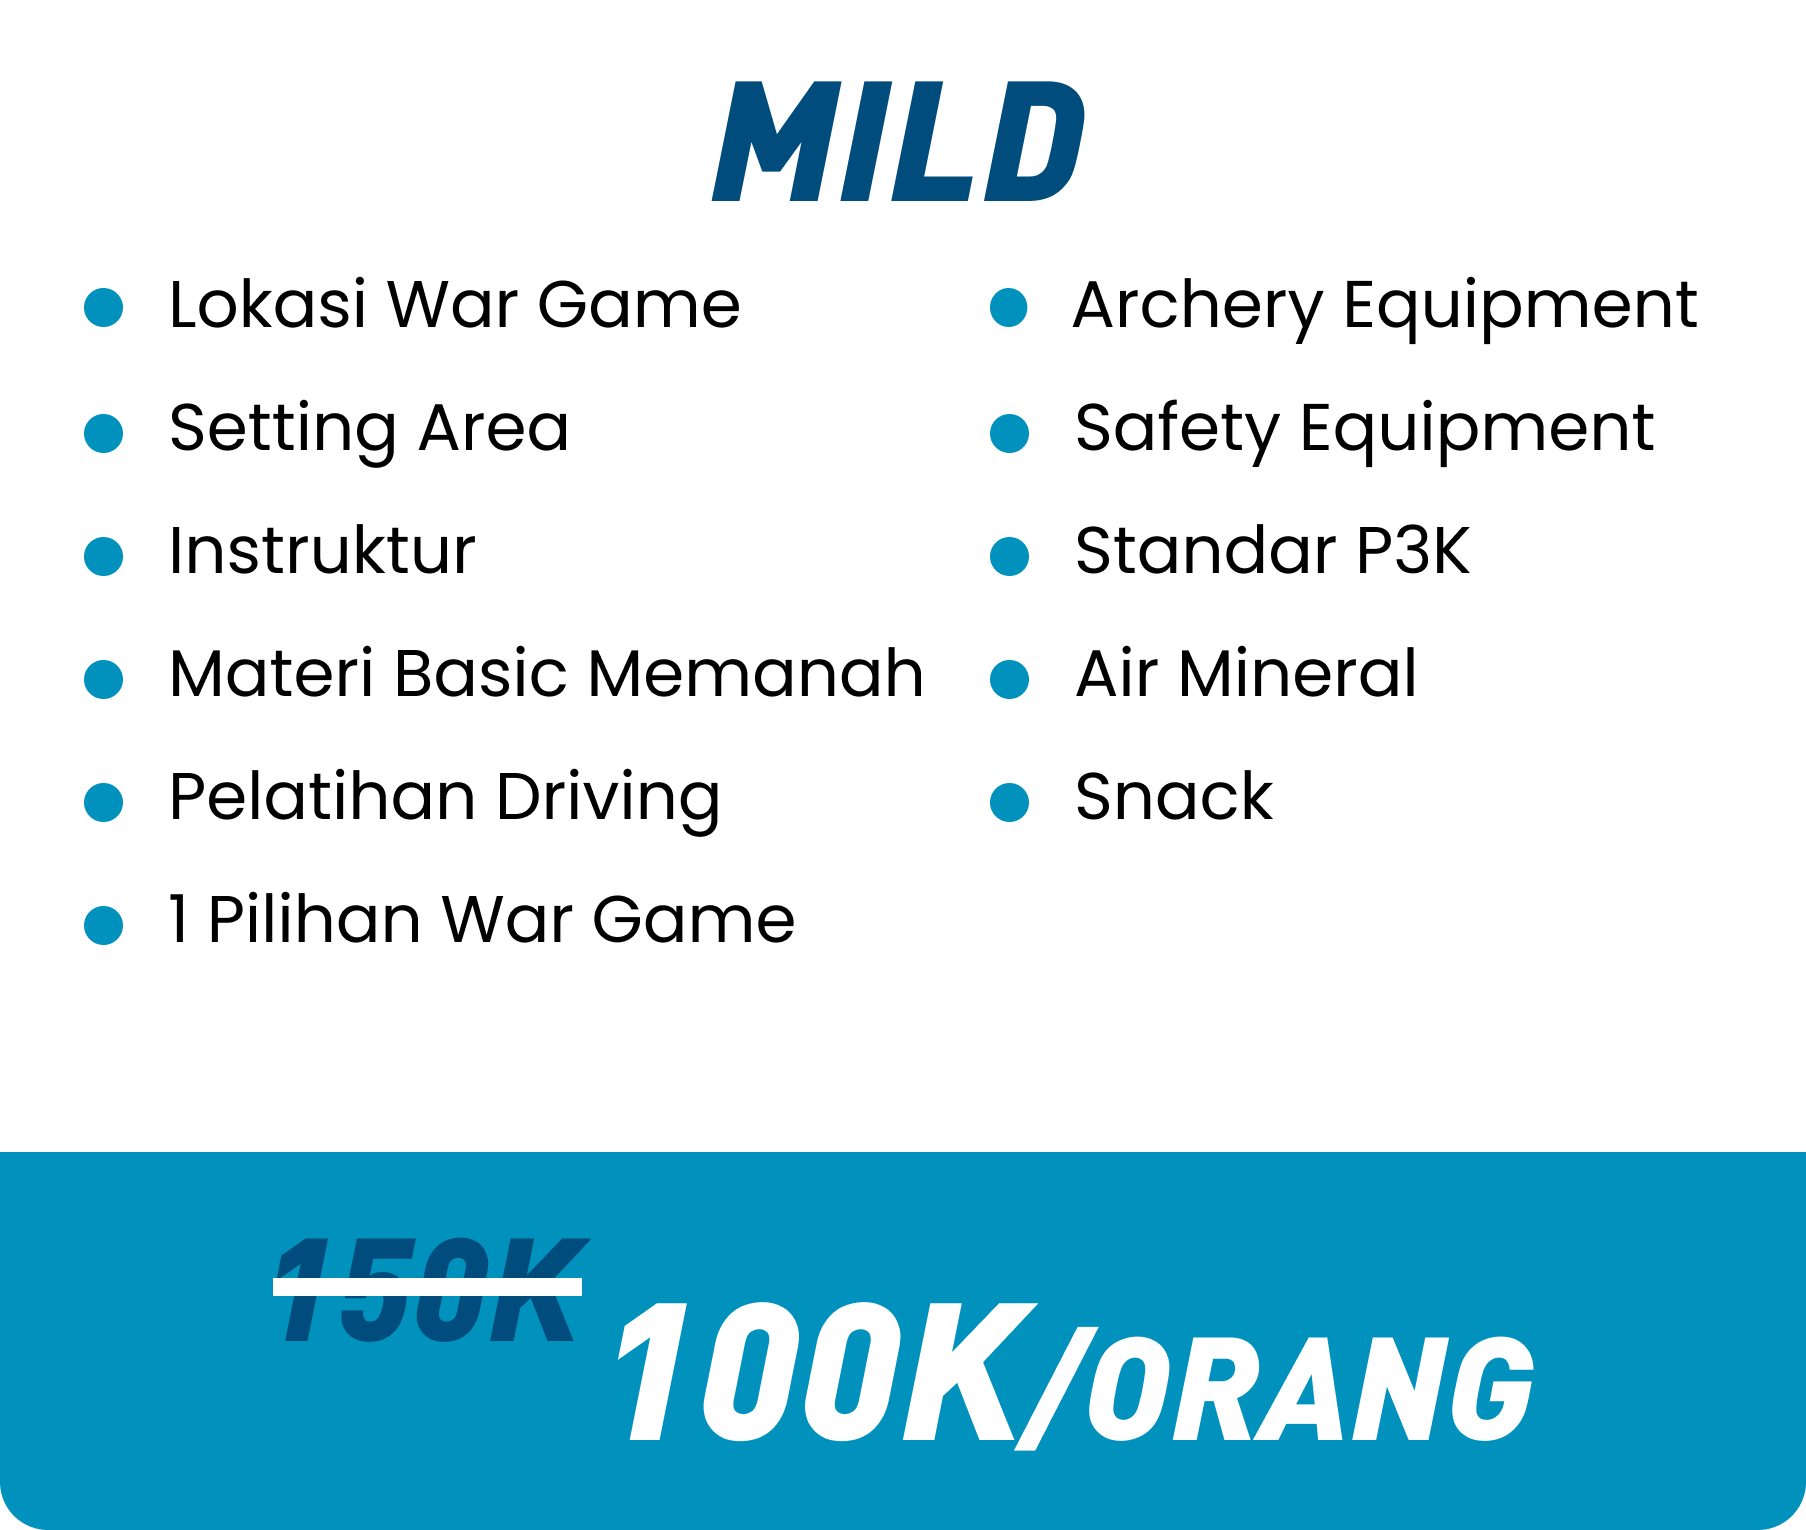 MILD
Lokasi War Game
Setting Area
Instruktur
Materi Basic Memanah
Pelatihan Driving
1 Pilihan War Game
Archery Equipment
Safety Equipment
Standar P3K
Air Mineral
Snack
150K
100K/ORANG